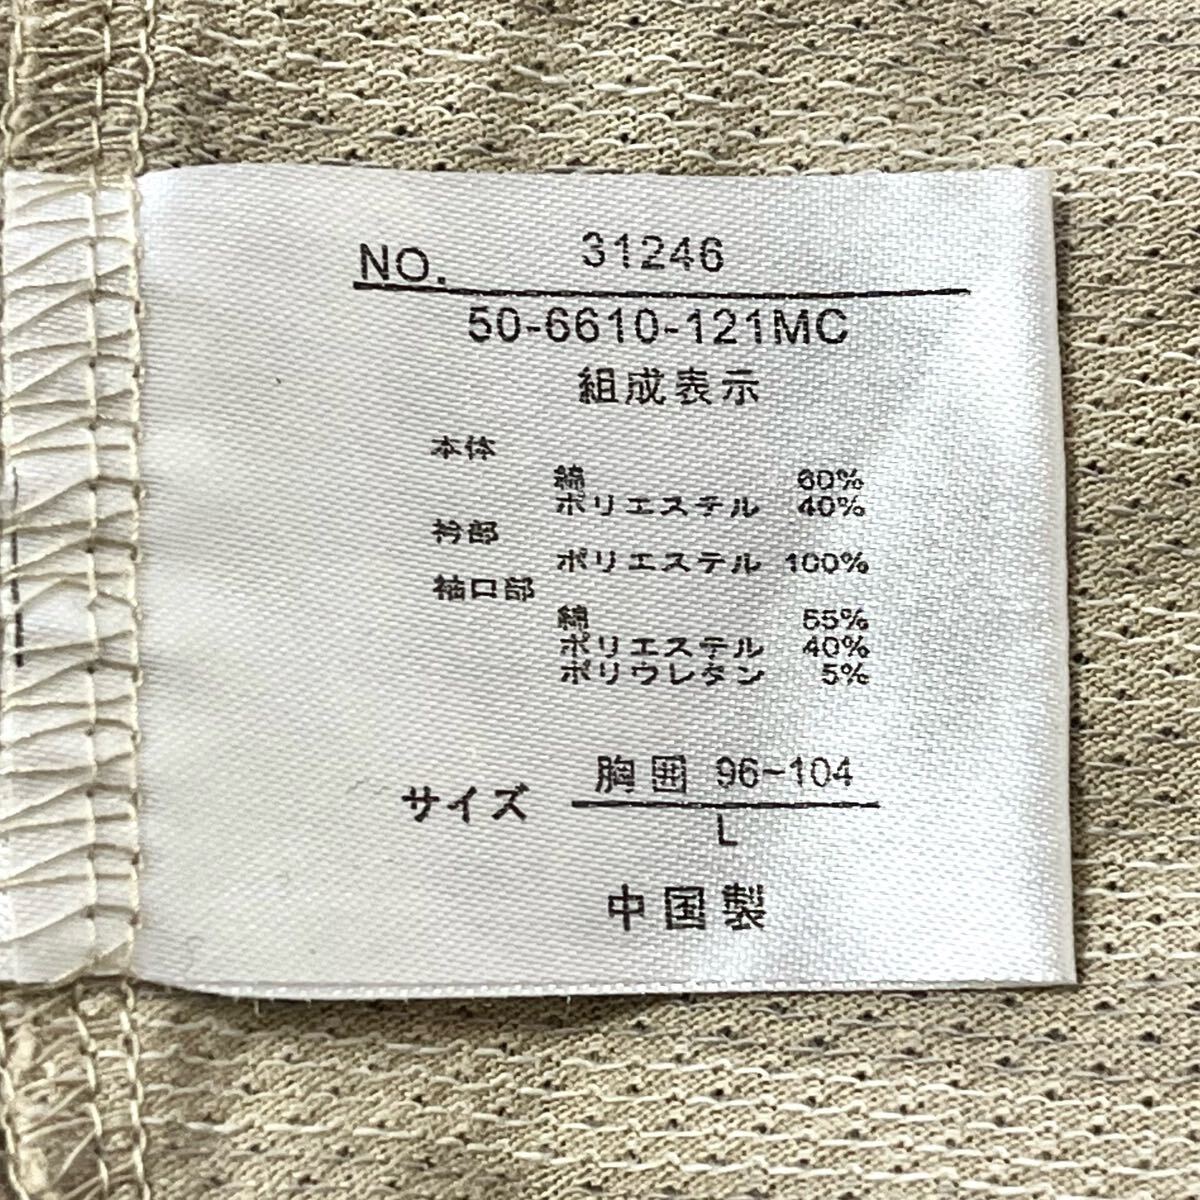 NO. 31246
50-6610-121MC
組成表示
本体
綿 60%
ポリエステル 40%
衿部
ポリエステル 100%
袖口部
綿 55%
ポリエステル 40%
ポリウレタン 5%
サイズ 胸囲 96-104
L
中国製